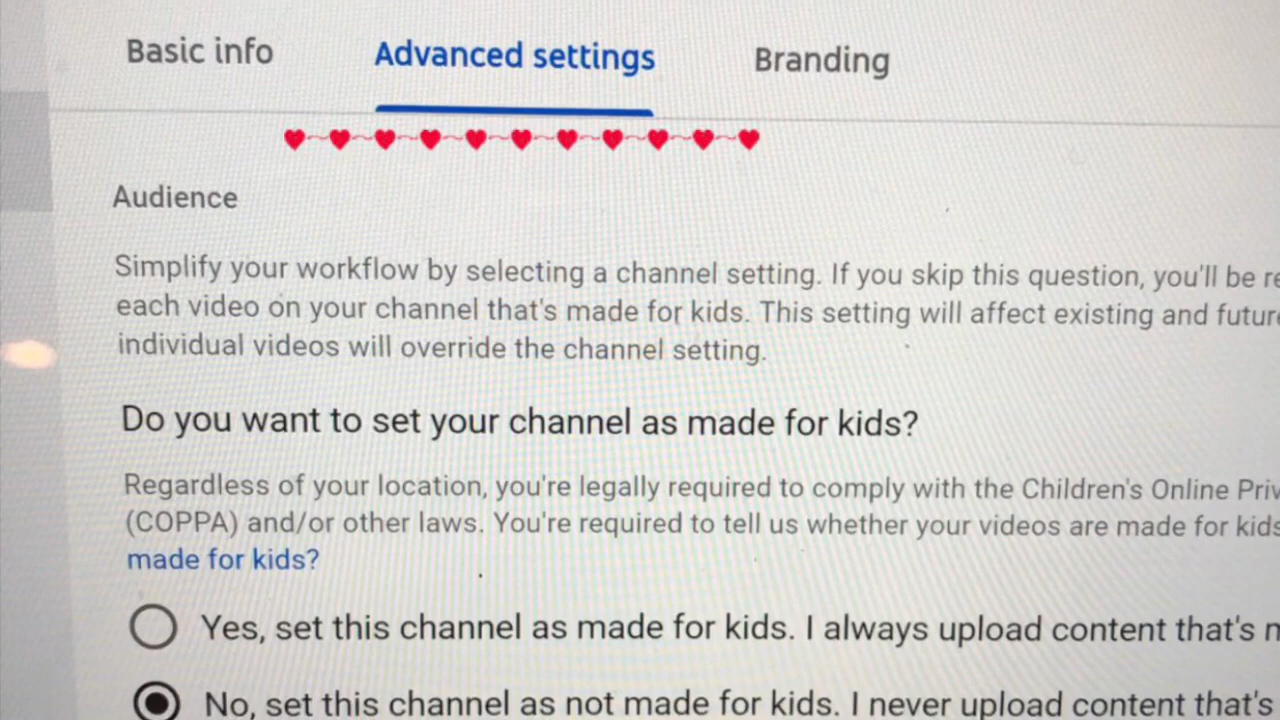 Basic info Advanced settings Branding
Audience
Simplify your workflow by selecting a channel setting. If you skip this question, you'll be
each video on your channel that's made for kids. This setting will affect existing and
individual videos will override the channel setting.
Do you want to set your channel as made for kids?
Regardless of your location, you're legally required to comply with the Children's Online
(COPPA) and/or other laws. You're required to tell us whether your videos are made for kids
made for kids?
Yes, set this channel as made for kids. I always upload content that's
No, set this channel as not made for kids. I never upload content that's